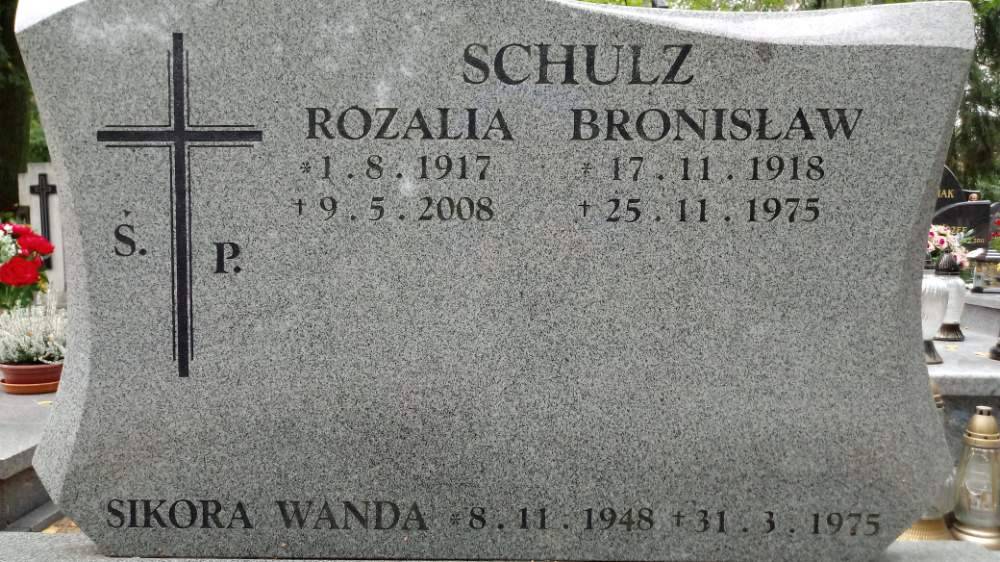 SCHULZ
ROZALIA BRONISŁAW
*1.8.1917 *17.11.1918
†9.5.2008 †25.11.1975
Ś. P.
SIKORA WANDA *8.11.1948 †31.3.1975